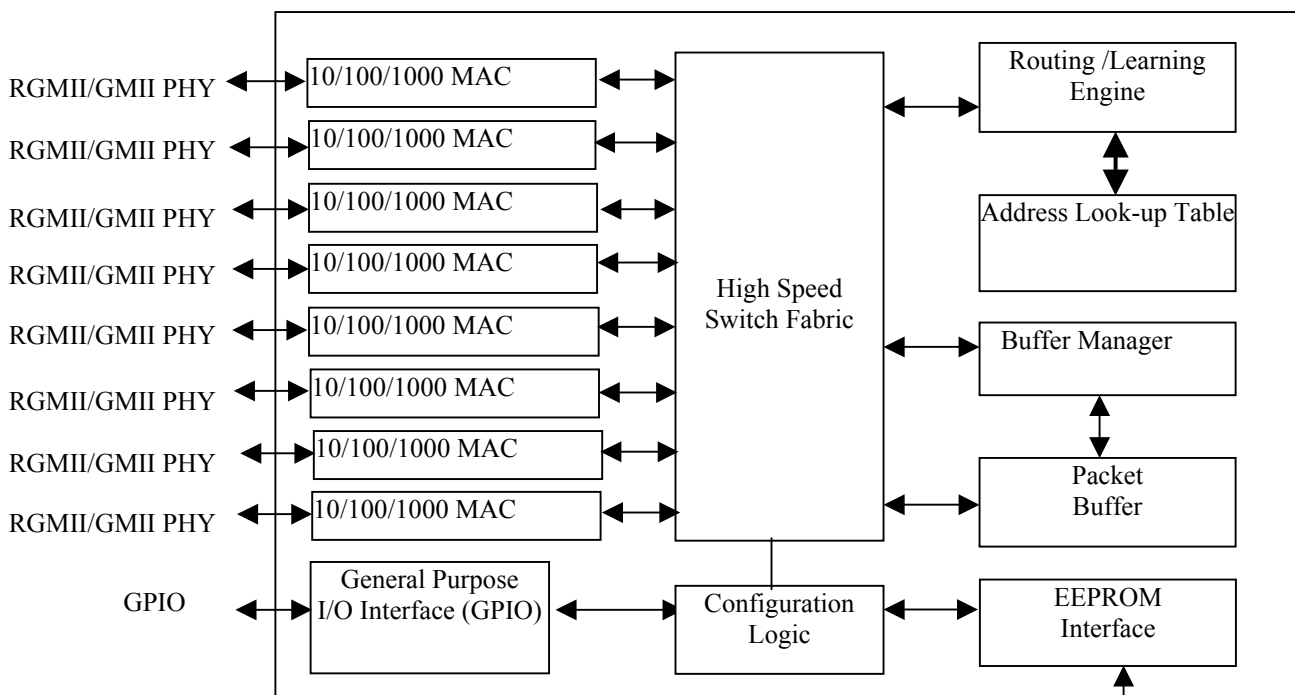 RGMII/GMII PHY
10/100/1000 MAC
RGMII/GMII PHY
10/100/1000 MAC
RGMII/GMII PHY
10/100/1000 MAC
RGMII/GMII PHY
10/100/1000 MAC
RGMII/GMII PHY
10/100/1000 MAC
RGMII/GMII PHY
10/100/1000 MAC
RGMII/GMII PHY
10/100/1000 MAC
RGMII/GMII PHY
10/100/1000 MAC
GPIO
General Purpose
I/O Interface (GPIO)
High Speed
Switch Fabric
Configuration
Logic
Routing /Learning
Engine
Address Look-up Table
Buffer Manager
Packet
Buffer
EEPROM
Interface